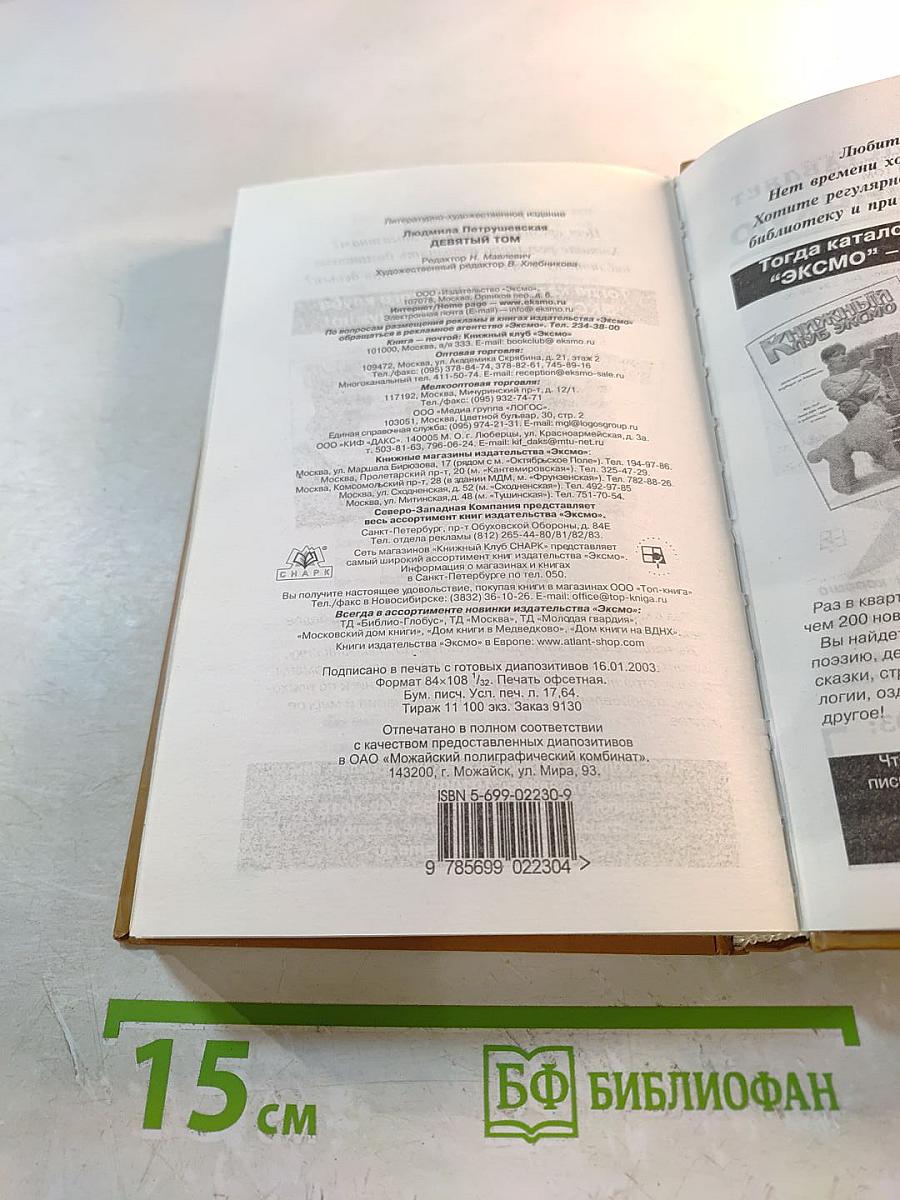 Литературно-художественное издание
Людмила Петрушевская
ДЕВЯТЫЙ ТОМ
Редактор Н. Мавлевич
Художественный редактор В. Хлебникова
ООО «Издательство «Эксмо».
107078, Москва, Орликов пер., д. 6.
Интернет/Home page — www.eksmo.ru
Электронная почта (E-mail) — info@ eksmo.ru
По вопросам размещения рекламы в книгах издательства «Эксмо»
обращаться в рекламное агентство «Эксмо». Тел. 234-38-00
Книга — почтой: Книжный клуб «Эксмо»
101000, Москва, а/я 333. E-mail: bookclub@ eksmo.ru
Оптовая торговля:
109472, Москва, ул. Академика Скрябина, д. 21, этаж 2
Тел./факс: (095) 378-84-74, 378-82-61, 745-89-16
Многоканальный тел. 411-50-74. E-mail: reception@eksmo-sale.ru
Мелкооптовая торговля:
117192, Москва, Мичуринский пр-т, д. 12/1.
Тел./факс: (095) 932-74-71
ООО «Медиа группа «ЛОГОС».
103051, Москва, Цветной бульвар, 30, стр. 2
Единая справочная служба: (095) 974-21-31. E-mail: mgl@logosgroup.ru
ООО «КИФ «ДАКС». 140005 М. О. г. Люберцы, ул. Красноармейская, д. 3а.
т. 503-81-63, 796-06-24. E-mail: kif_daks@mtu-net.ru
Книжные магазины издательства «Эксмо»:
Москва, ул. Маршала Бирюзова, 17 (рядом с м. «Октябрьское Поле»). Тел. 194-97-86.
Москва, Пролетарский пр-т, 20 (м. «Кантемировская»). Тел. 325-47-29.
Москва, Комсомольский пр-т, 28 (в здании МДМ, м. «Фрунзенская»). Тел. 782-88-26.
Москва, ул. Сходненская, д. 52 (м. «Сходненская»). Тел. 492-97-85
Москва, ул. Митинская, д. 48 (м. «Тушинская»). Тел. 751-70-54.
Северо-Западная Компания представляет
весь ассортимент книг издательства «Эксмо».
Санкт-Петербург, пр-т Обуховской Обороны, д. 84Е
Тел. отдела рекламы (812) 265-44-80/81/82/83.
Сеть магазинов «Книжный Клуб СНАРК» представляет
самый широкий ассортимент книг издательства «Эксмо».
Информация о магазинах и книгах
в Санкт-Петербурге по тел. 050.
СНАРК
Вы получите настоящее удовольствие, покупая книги в магазинах ООО «Топ-книга»
Тел./факс в Новосибирске: (3832) 36-10-26. E-mail: office@top-kniga.ru
Всегда в ассортименте новинки издательства «Эксмо»:
ТД «Библио-Глобус», ТД «Москва», ТД «Молодая гвардия»,
«Московский дом книги», «Дом книги в Медведково», «Дом книги на ВДНХ».
Книги издательства «Эксмо» в Европе: www.atlant-shop.com
Подписано в печать с готовых диапозитивов 16.01.2003.
Формат 84×108 1/32. Печать офсетная.
Бум. писч. Усл. печ. л. 17,64.
Тираж 11 100 экз. Заказ 9130
Отпечатано в полном соответствии
с качеством предоставленных диапозитивов
в ОАО «Можайский полиграфический комбинат».
143200, г. Можайск, ул. Мира, 93.
ISBN 5-699-02230-9
9 785699 022304 >
Любит
Нет времени хо
Хотите регулярн
библиотеку и при
Тогда катало
"ЭКСМО" –
КНИЖНЫЙ
КЛУБ ЭКСМО
Раз в кварт
чем 200 нов
Вы найдет
поэзию, де
сказки, стр
логии, озд
другое!
Чт
пис
15 см
БФ БИБЛИОФАН